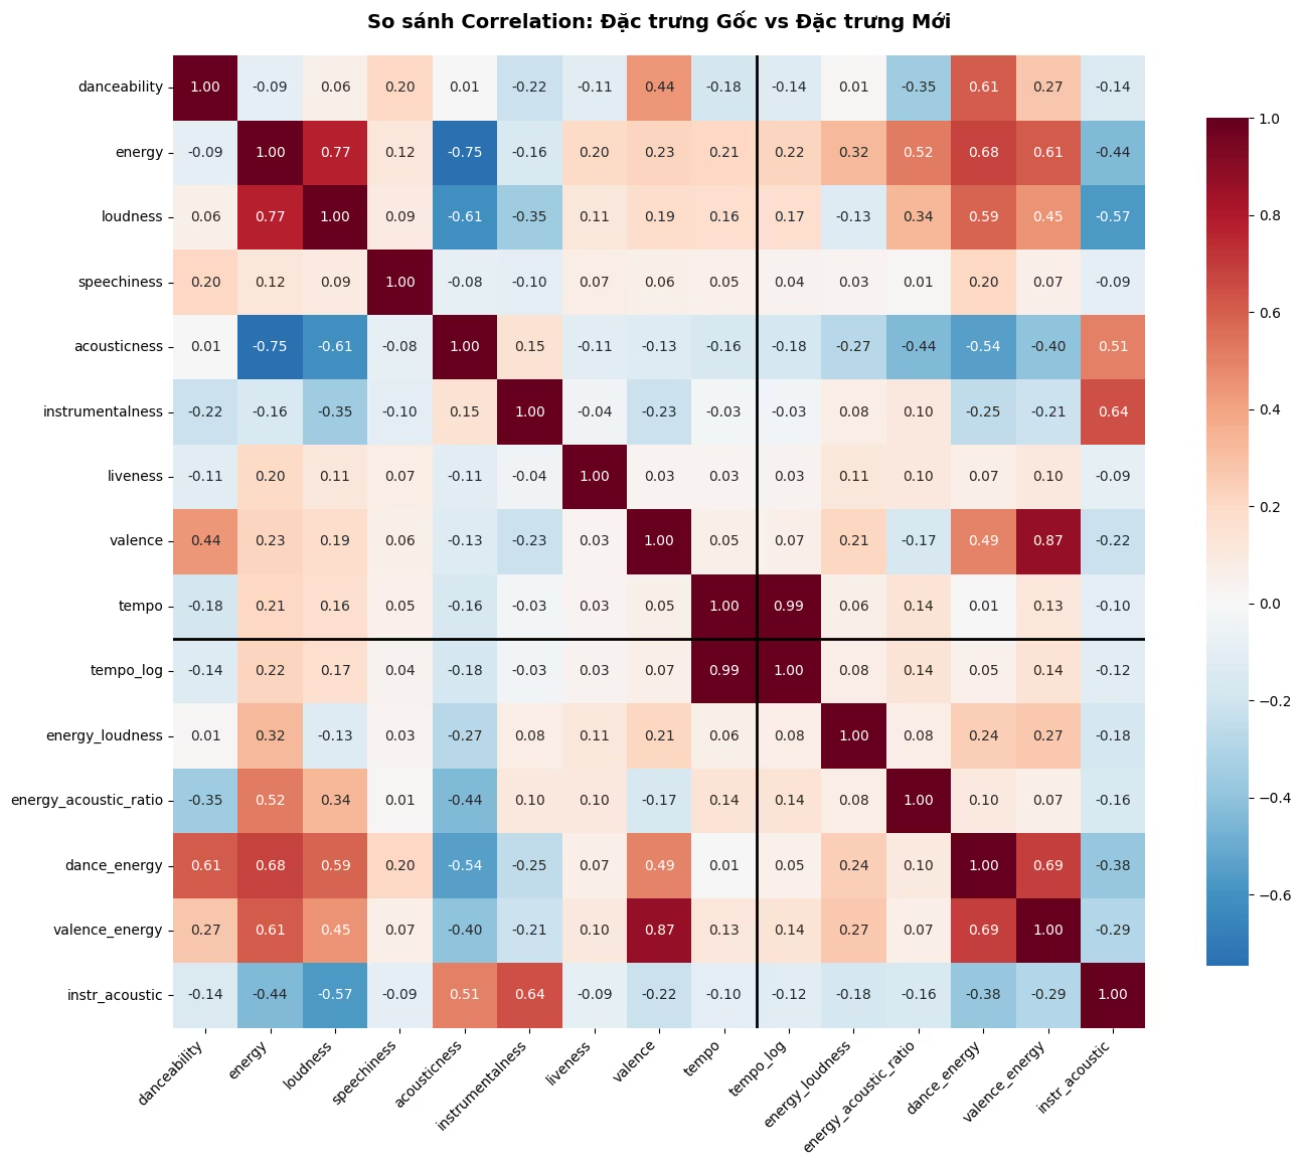 So sánh Correlation: Đặc trưng Gốc vs Đặc trưng Mới
danceability 1.00 -0.09 0.06 0.20 0.01 -0.22 -0.11 0.44 -0.18 -0.14 0.01 -0.35 0.61 0.27 -0.14
energy -0.09 1.00 0.77 0.12 -0.75 -0.16 0.20 0.23 0.21 0.22 0.32 0.52 0.68 0.61 -0.44
loudness 0.06 0.77 1.00 0.09 -0.61 -0.35 0.11 0.19 0.16 0.17 -0.13 0.34 0.59 0.45 -0.57
speechiness 0.20 0.12 0.09 1.00 -0.08 -0.10 0.07 0.06 0.05 0.04 0.03 0.01 0.20 0.07 -0.09
acousticness 0.01 -0.75 -0.61 -0.08 1.00 0.15 -0.11 -0.13 -0.16 -0.18 -0.27 -0.44 -0.54 -0.40 0.51
instrumentalness -0.22 -0.16 -0.35 -0.10 0.15 1.00 -0.04 -0.23 -0.03 -0.03 0.08 0.10 -0.25 -0.21 0.64
liveness -0.11 0.20 0.11 0.07 -0.11 -0.04 1.00 0.03 0.03 0.03 0.11 0.10 0.07 0.10 -0.09
valence 0.44 0.23 0.19 0.06 -0.13 -0.23 0.03 1.00 0.05 0.07 0.21 -0.17 0.49 0.87 -0.22
tempo -0.18 0.21 0.16 0.05 -0.16 -0.03 0.03 0.05 1.00 0.99 0.06 0.14 0.01 0.13 -0.10
tempo_log -0.14 0.22 0.17 0.04 -0.18 -0.03 0.03 0.07 0.99 1.00 0.08 0.14 0.05 0.14 -0.12
energy_loudness 0.01 0.32 -0.13 0.03 -0.27 0.08 0.11 0.21 0.06 0.08 1.00 0.08 0.24 0.27 -0.18
energy_acoustic_ratio -0.35 0.52 0.34 0.01 -0.44 0.10 0.10 -0.17 0.14 0.14 0.08 1.00 0.10 0.07 -0.16
dance_energy 0.61 0.68 0.59 0.20 -0.54 -0.25 0.07 0.49 0.01 0.05 0.24 0.10 1.00 0.69 -0.38
valence_energy 0.27 0.61 0.45 0.07 -0.40 -0.21 0.10 0.87 0.13 0.14 0.27 0.07 0.69 1.00 -0.29
instr_acoustic -0.14 -0.44 -0.57 -0.09 0.51 0.64 -0.09 -0.22 -0.10 -0.12 -0.18 -0.16 -0.38 -0.29 1.00
danceability energy loudness speechiness acousticness instrumentalness liveness valence tempo tempo_log energy_loudness energy_acoustic_ratio dance_energy valence_energy instr_acoustic
1.0
0.8
0.6
0.4
0.2
0.0
−0.2
−0.4
−0.6